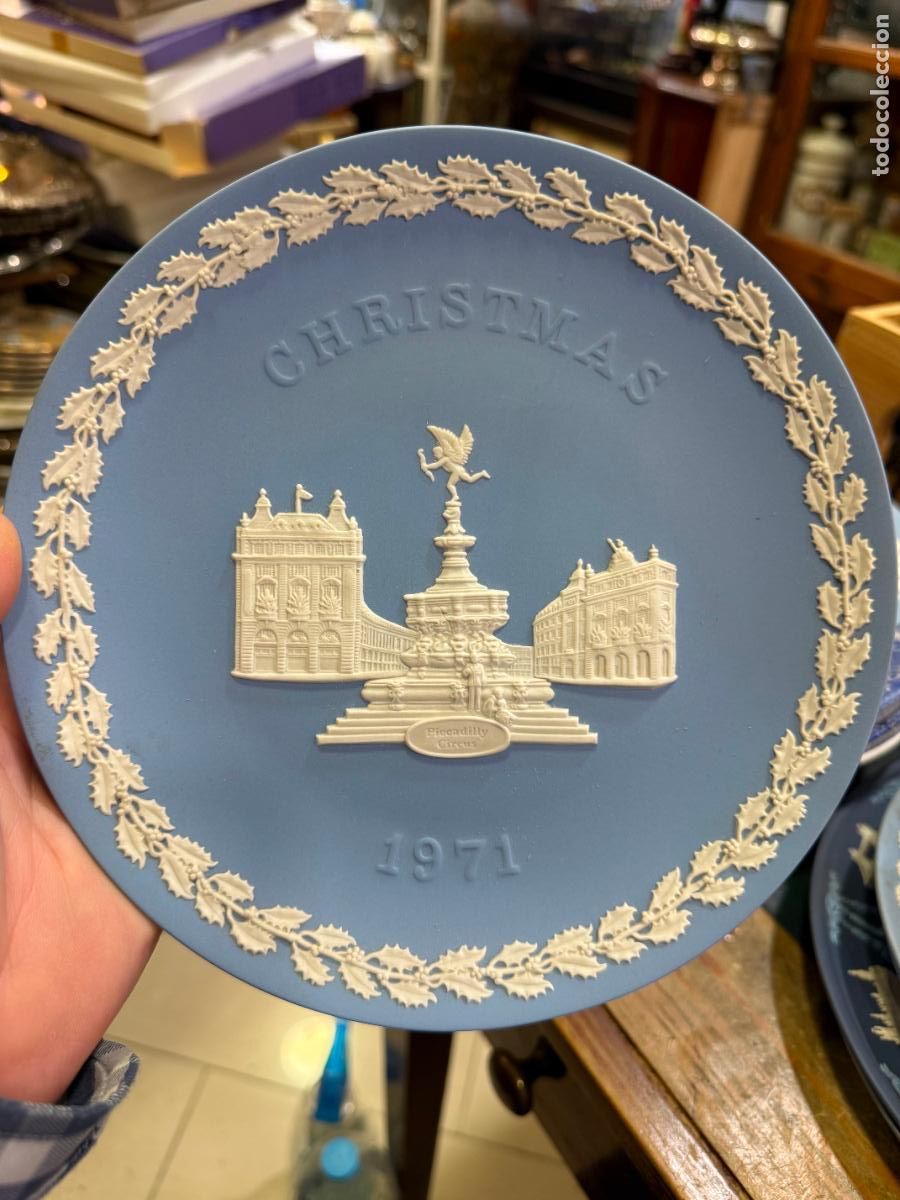 CHRISTMAS
Piccadilly
Circus
1971
todocoleccion